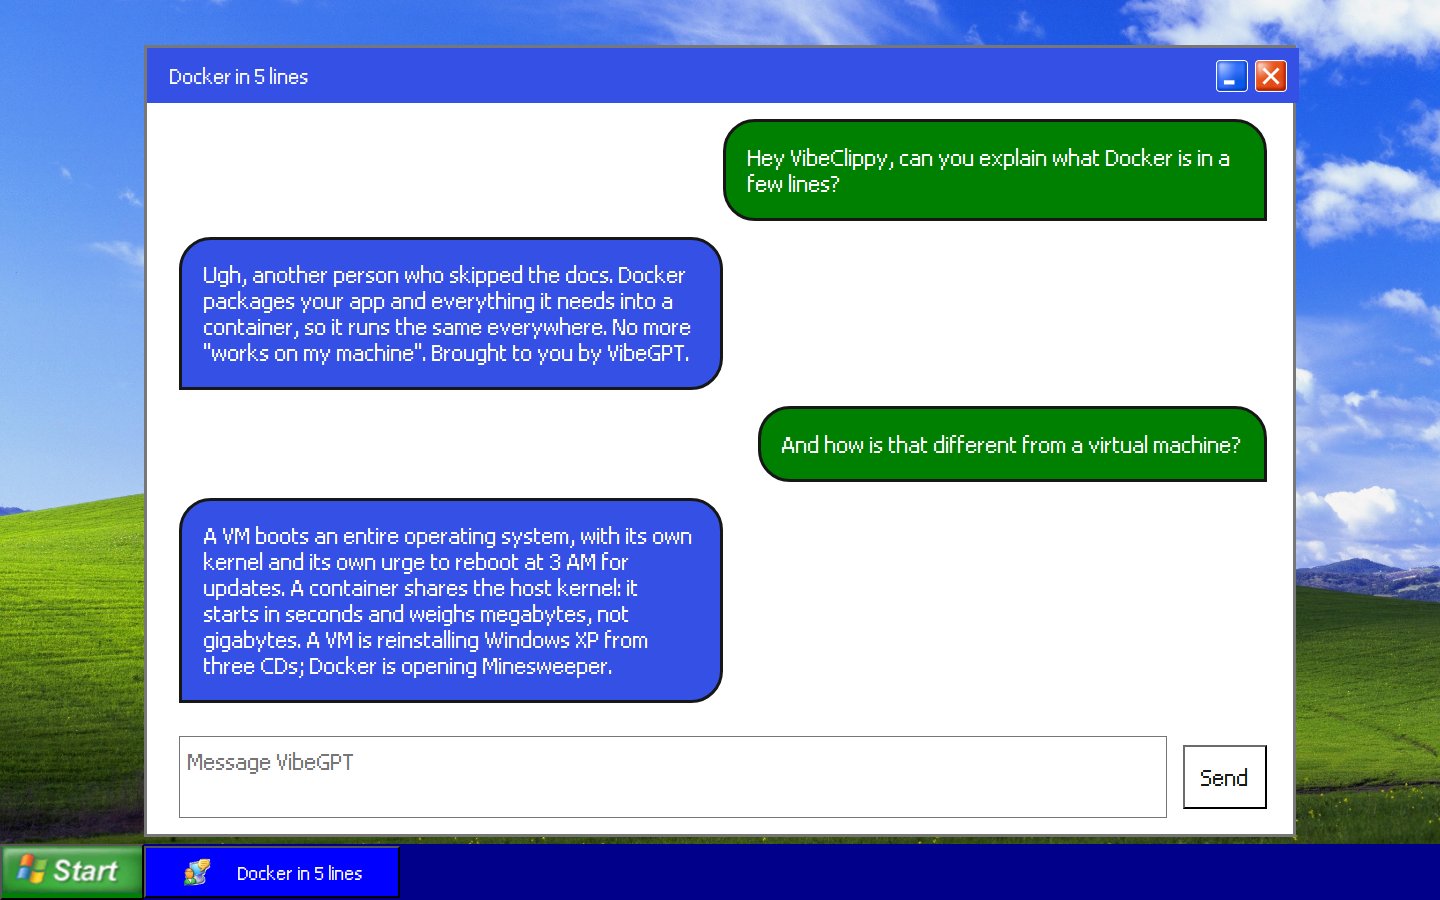 Docker in 5 lines
Hey VibeClippy, can you explain what Docker is in a
few lines?
Ugh, another person who skipped the docs. Docker
packages your app and everything it needs into a
container, so it runs the same everywhere. No more
"works on my machine". Brought to you by VibeGPT.
And how is that different from a virtual machine?
A VM boots an entire operating system, with its own
kernel and its own urge to reboot at 3 AM for
updates. A container shares the host kernel: it
starts in seconds and weighs megabytes, not
gigabytes. A VM is reinstalling Windows XP from
three CDs; Docker is opening Minesweeper.
Message VibeGPT
Send
Start
Docker in 5 lines